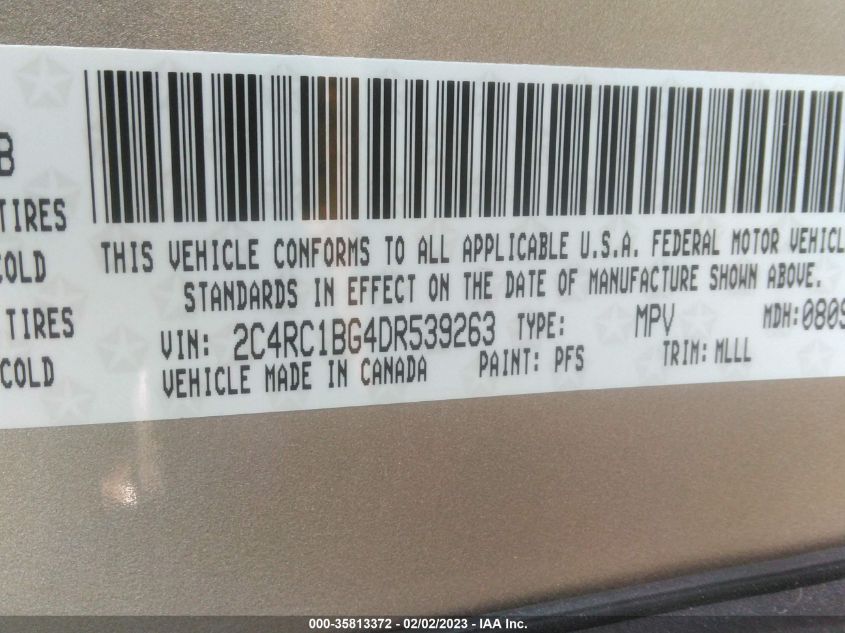 B
TIRES
COLD
TIRES
COLD
THIS VEHICLE CONFORMS TO ALL APPLICABLE U.S.A. FEDERAL MOTOR VEHICL
STANDARDS IN EFFECT ON THE DATE OF MANUFACTURE SHOWN ABOVE.
VIN: 2C4RC1BG4DR539263 TYPE: MPV MDH:0809
VEHICLE MADE IN CANADA PAINT: PFS TRIM: MLLL
000-35813372 - 02/02/2023 - IAA Inc.